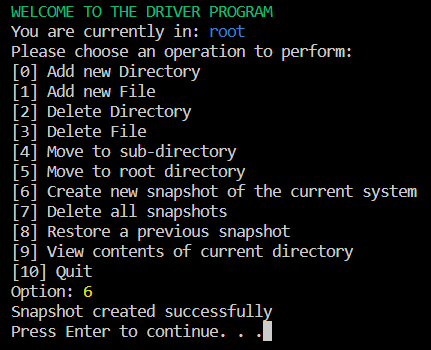 WELCOME TO THE DRIVER PROGRAM
You are currently in: root
Please choose an operation to perform:
[0] Add new Directory
[1] Add new File
[2] Delete Directory
[3] Delete File
[4] Move to sub-directory
[5] Move to root directory
[6] Create new snapshot of the current system
[7] Delete all snapshots
[8] Restore a previous snapshot
[9] View contents of current directory
[10] Quit
Option: 6
Snapshot created successfully
Press Enter to continue. . .